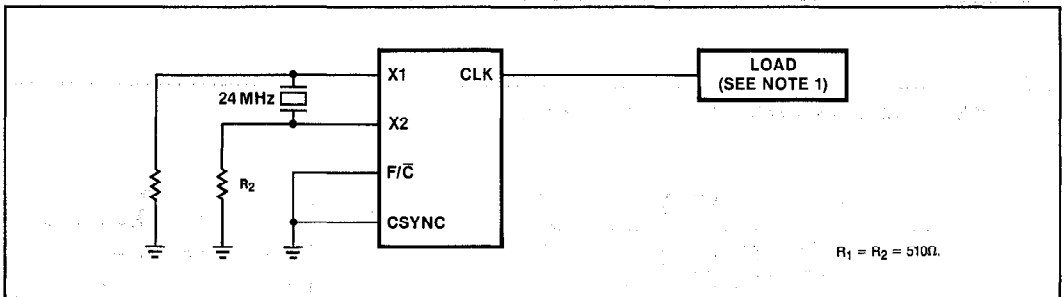 X1
CLK
LOAD
(SEE NOTE 1)
24 MHz
X2
R₂
F/C̅
CSYNC
R₁ = R₂ = 510Ω.